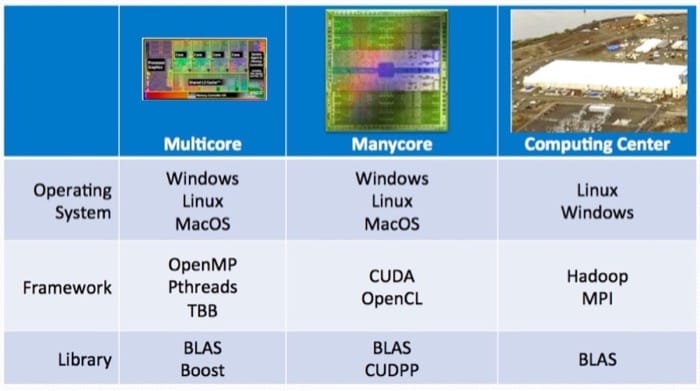 Multicore
Manycore
Computing Center
Operating System
Windows
Linux
MacOS
Windows
Linux
MacOS
Linux
Windows
Framework
OpenMP
Pthreads
TBB
CUDA
OpenCL
Hadoop
MPI
Library
BLAS
Boost
BLAS
CUDPP
BLAS